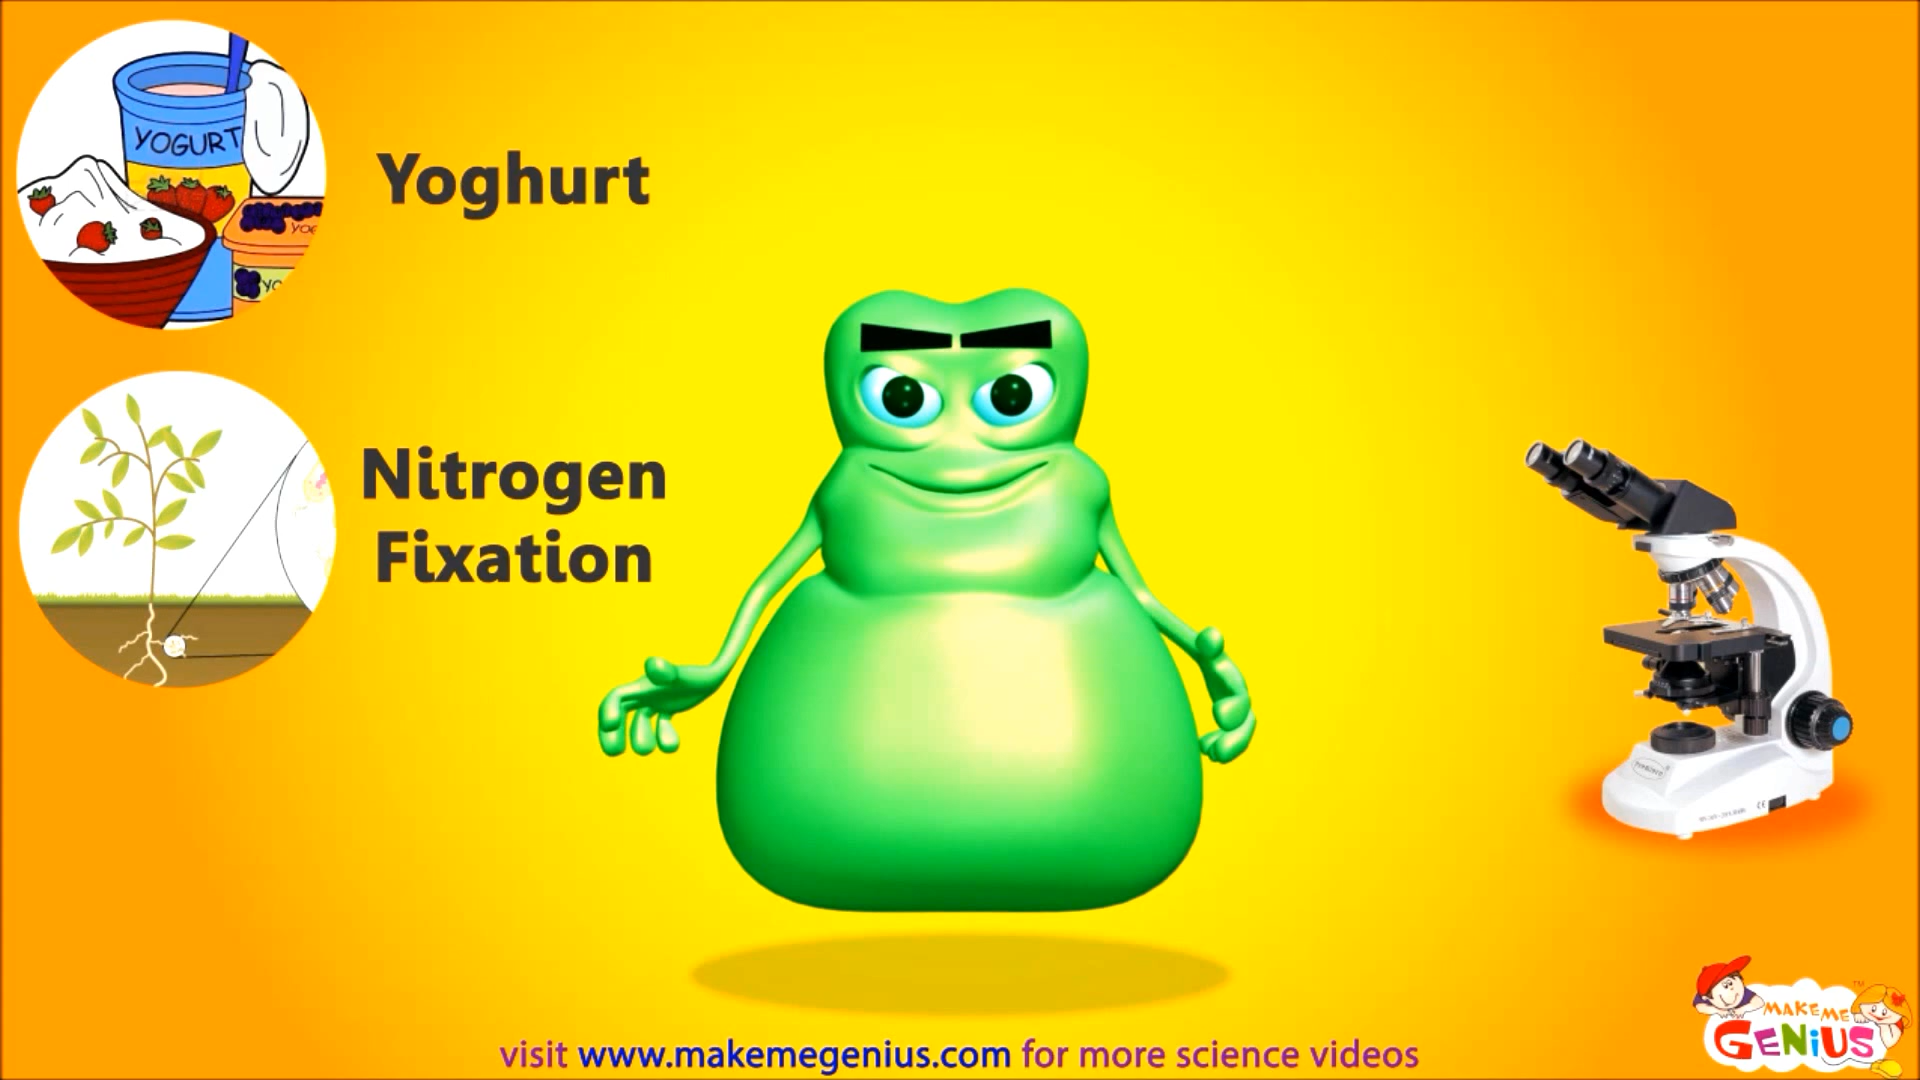 YOGURT
Yoghurt
Nitrogen
Fixation
MAKE ME
GENiUS
visit www.makemegenius.com for more science videos